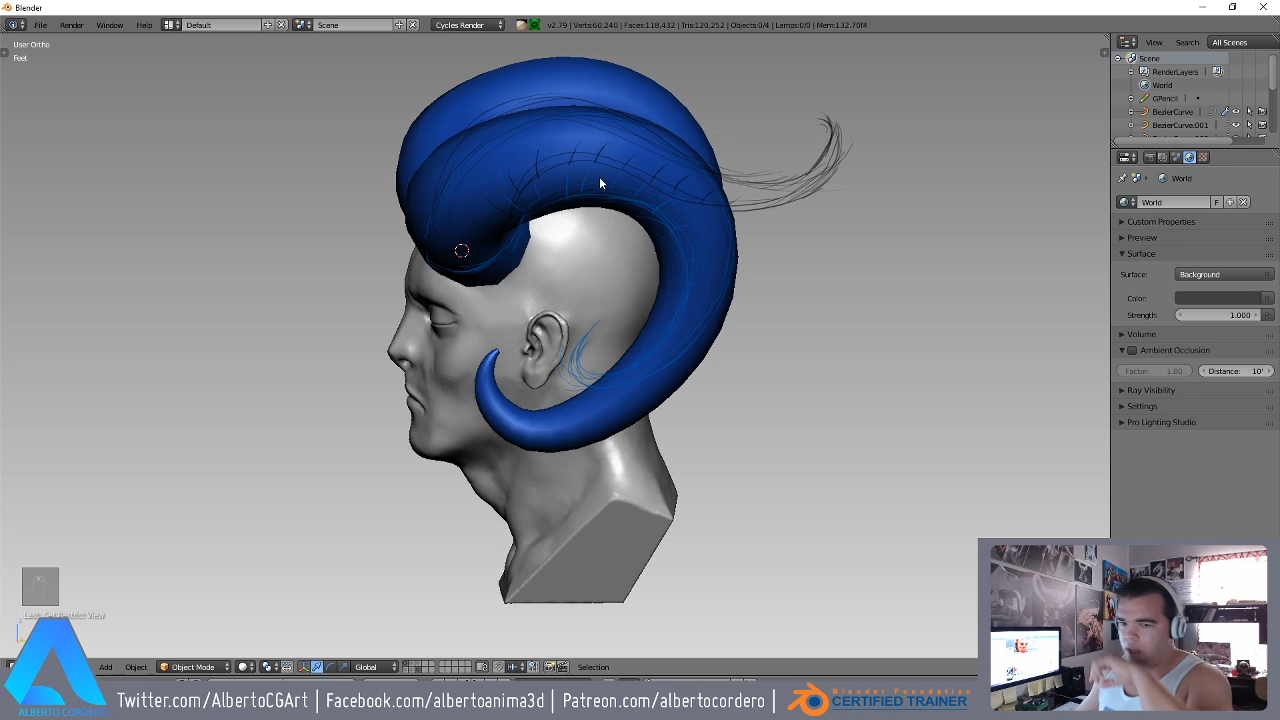 Blender
File Render Window Help Default Scene Cycles Render v2.79 | Verts:60,240 | Faces:118,432 | Tris:120,252 | Objects:0/4 | Lamps:0/0 | Mem:132.70M
User Ortho
Feet
View Search All Scenes
Scene
RenderLayers
World
GPencil
BezierCurve
BezierCurve.001
World
World F
Custom Properties
Preview
Surface
Surface: Background
Color:
Strength: 1.000
Volume
Ambient Occlusion
Factor: 1.00 Distance: 10'
Ray Visibility
Settings
Pro Lighting Studio
Last: Set Restrict View
Add Object Object Mode Global Selection
ALBERTO CORDERO
Twitter.com/AlbertoCGArt | Facebook.com/albertoanima3d | Patreon.com/albertocordero |
Blender Foundation
CERTIFIED TRAINER